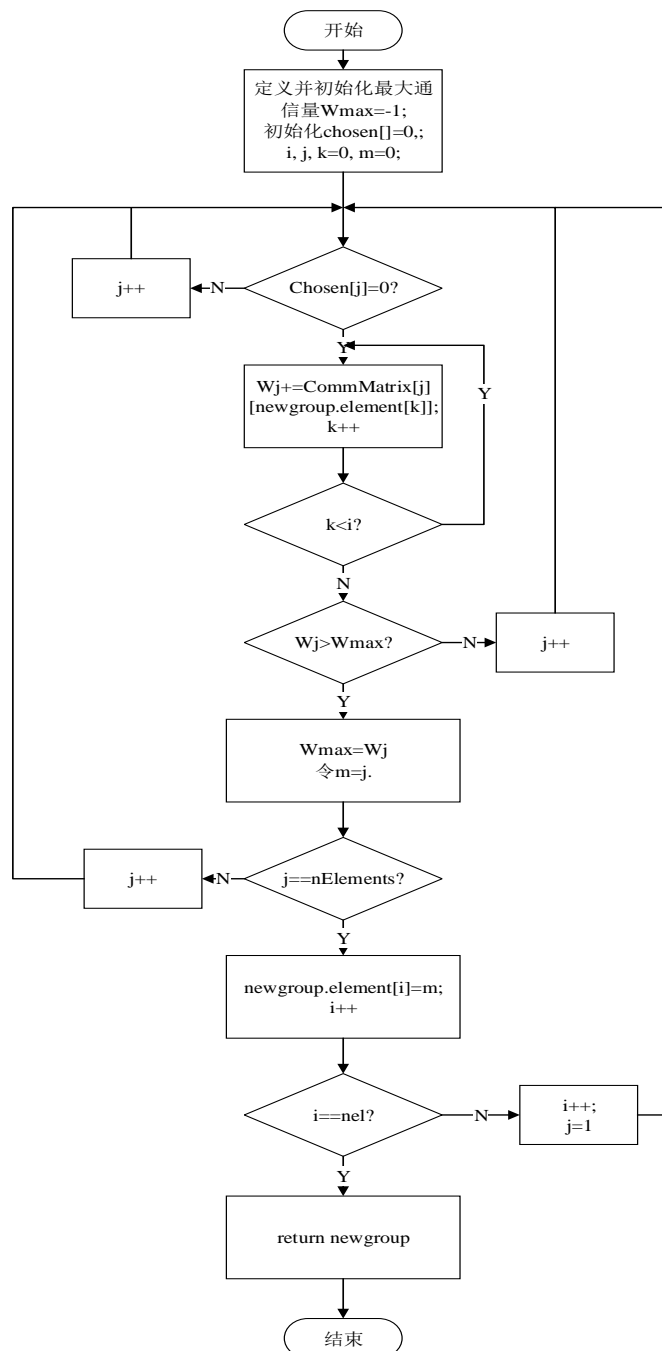 开始
定义并初始化最大通
信量Wmax=-1;
初始化chosen[]=0,;
i, j, k=0, m=0;
j++
N
Chosen[j]=0?
Y
Wj+=CommMatrix[j]
[newgroup.element[k]];
k++
Y
k<i?
N
Wj>Wmax?
N
j++
Y
Wmax=Wj
令m=j.
j++
N
j==nElements?
Y
newgroup.element[i]=m;
i++
i==nel?
N
i++;
j=1
Y
return newgroup
结束